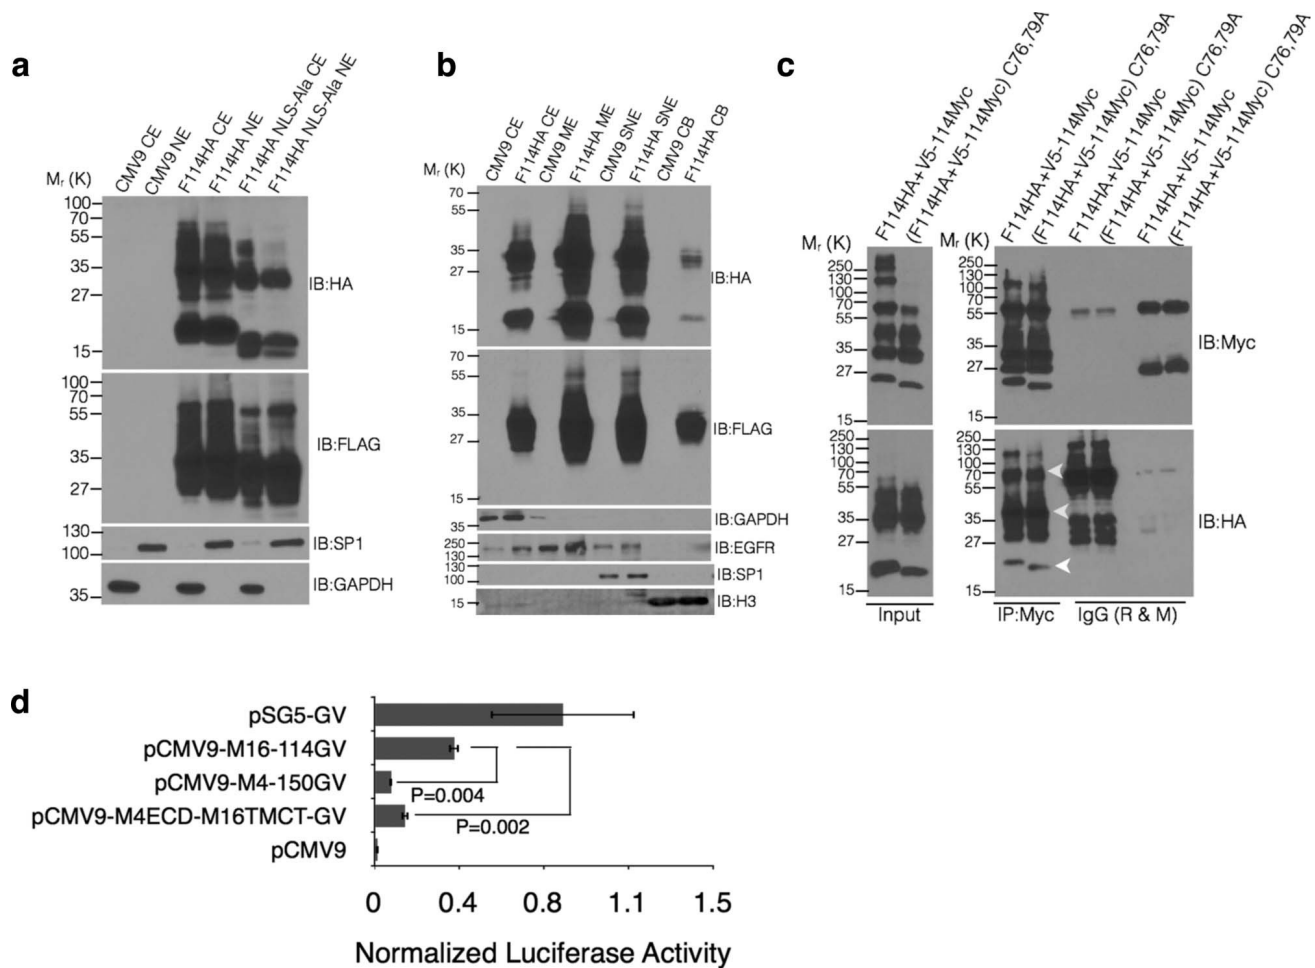 a
CMV9 CE
CMV9 NE
F114HA CE
F114HA NE
F114HA NLS-Ala CE
F114HA NLS-Ala NE
Mr (K)
100
70
55
35
27
15
IB:HA
100
70
55
35
27
IB:FLAG
130
100
IB:SP1
35
IB:GAPDH
b
CMV9 CE
F114HA CE
CMV9 ME
F114HA ME
CMV9 SNE
F114HA SNE
CMV9 CB
F114HA CB
Mr (K)
70
55
35
27
15
IB:HA
70
55
35
27
15
IB:FLAG
35
IB:GAPDH
250
130
IB:EGFR
130
100
IB:SP1
15
IB:H3
c
F114HA+V5-114Myc
(F114HA+V5-114Myc) C76,79A
Mr (K)
250
130
100
70
55
35
27
15
250
130
100
70
55
35
27
15
Input
F114HA+V5-114Myc
(F114HA+V5-114Myc) C76,79A
F114HA+V5-114Myc
(F114HA+V5-114Myc) C76,79A
F114HA+V5-114Myc
(F114HA+V5-114Myc) C76,79A
Mr (K)
250
130
100
70
55
35
27
15
IB:Myc
250
130
100
70
55
35
27
15
IB:HA
IP:Myc
IgG (R & M)
d
pSG5-GV
pCMV9-M16-114GV
pCMV9-M4-150GV
pCMV9-M4ECD-M16TMCT-GV
pCMV9
P=0.004
P=0.002
0 0.4 0.8 1.1 1.5
Normalized Luciferase Activity